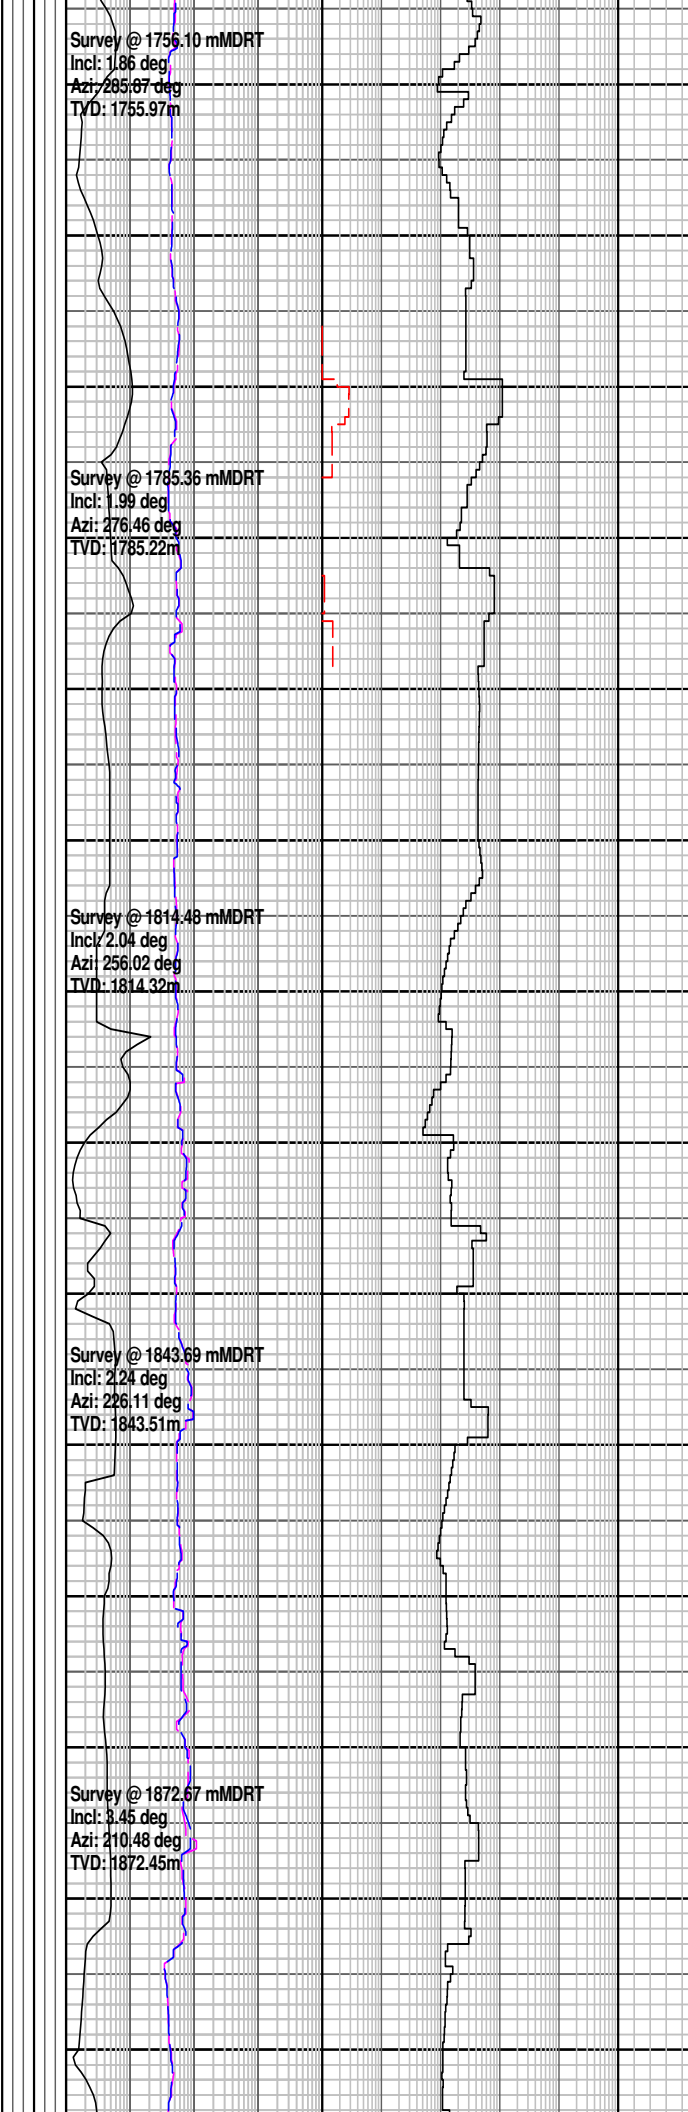 Survey @ 1756.10 mMDRT
Incl: 1.86 deg
Azi: 285.87 deg
TVD: 1755.97m
Survey @ 1785.36 mMDRT
Incl: 1.99 deg
Azi: 276.46 deg
TVD: 1785.22m
Survey @ 1814.48 mMDRT
Incl: 2.04 deg
Azi: 256.02 deg
TVD: 1814.32m
Survey @ 1843.69 mMDRT
Incl: 2.24 deg
Azi: 226.11 deg
TVD: 1843.51m
Survey @ 1872.67 mMDRT
Incl: 3.45 deg
Azi: 210.48 deg
TVD: 1872.45m